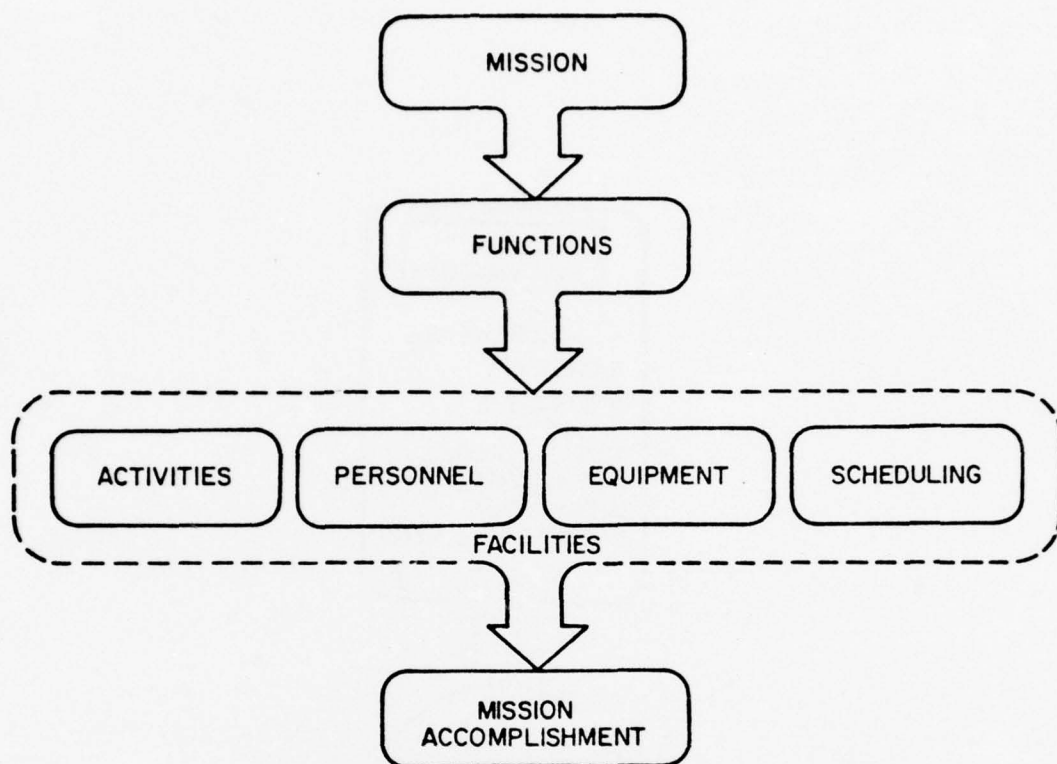 MISSION
FUNCTIONS
ACTIVITIES
PERSONNEL
EQUIPMENT
SCHEDULING
FACILITIES
MISSION
ACCOMPLISHMENT